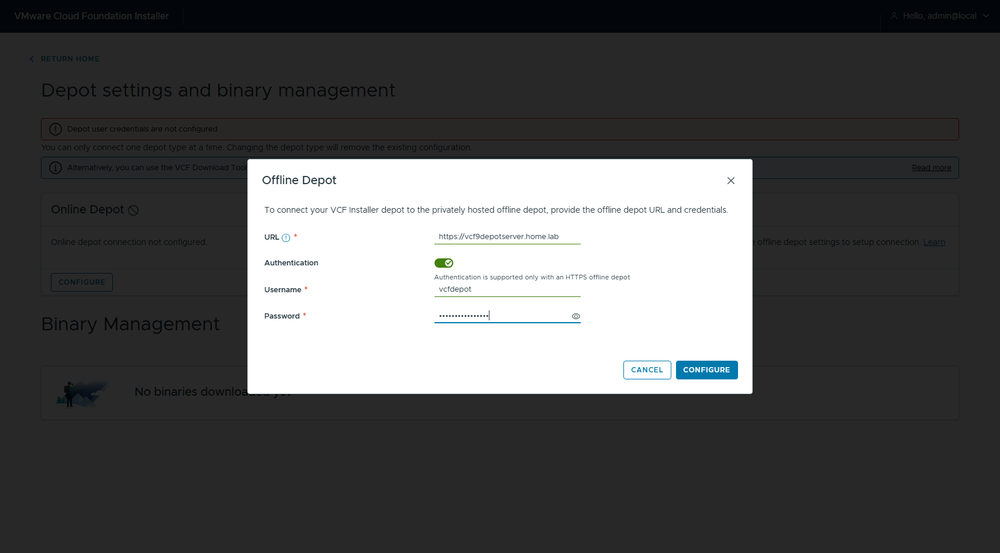 VMware Cloud Foundation Installer
Hello, admin@local
RETURN HOME
Depot settings and binary management
Depot user credentials are not configured
You can only connect one depot type at a time. Changing the depot type will remove the existing configuration.
Alternatively, you can use the VCF Download Tool
Read more
Offline Depot
To connect your VCF Installer depot to the privately hosted offline depot, provide the offline depot URL and credentials.
URL *
https://vcf9depotserver.home.lab
Authentication
Authentication is supported only with an HTTPS offline depot
Username *
vcfdepot
Password *
••••••••••••••••
CANCEL
CONFIGURE
Online Depot
Online depot connection not configured.
offline depot settings to setup connection. Learn
CONFIGURE
Binary Management
No binaries downloaded yet